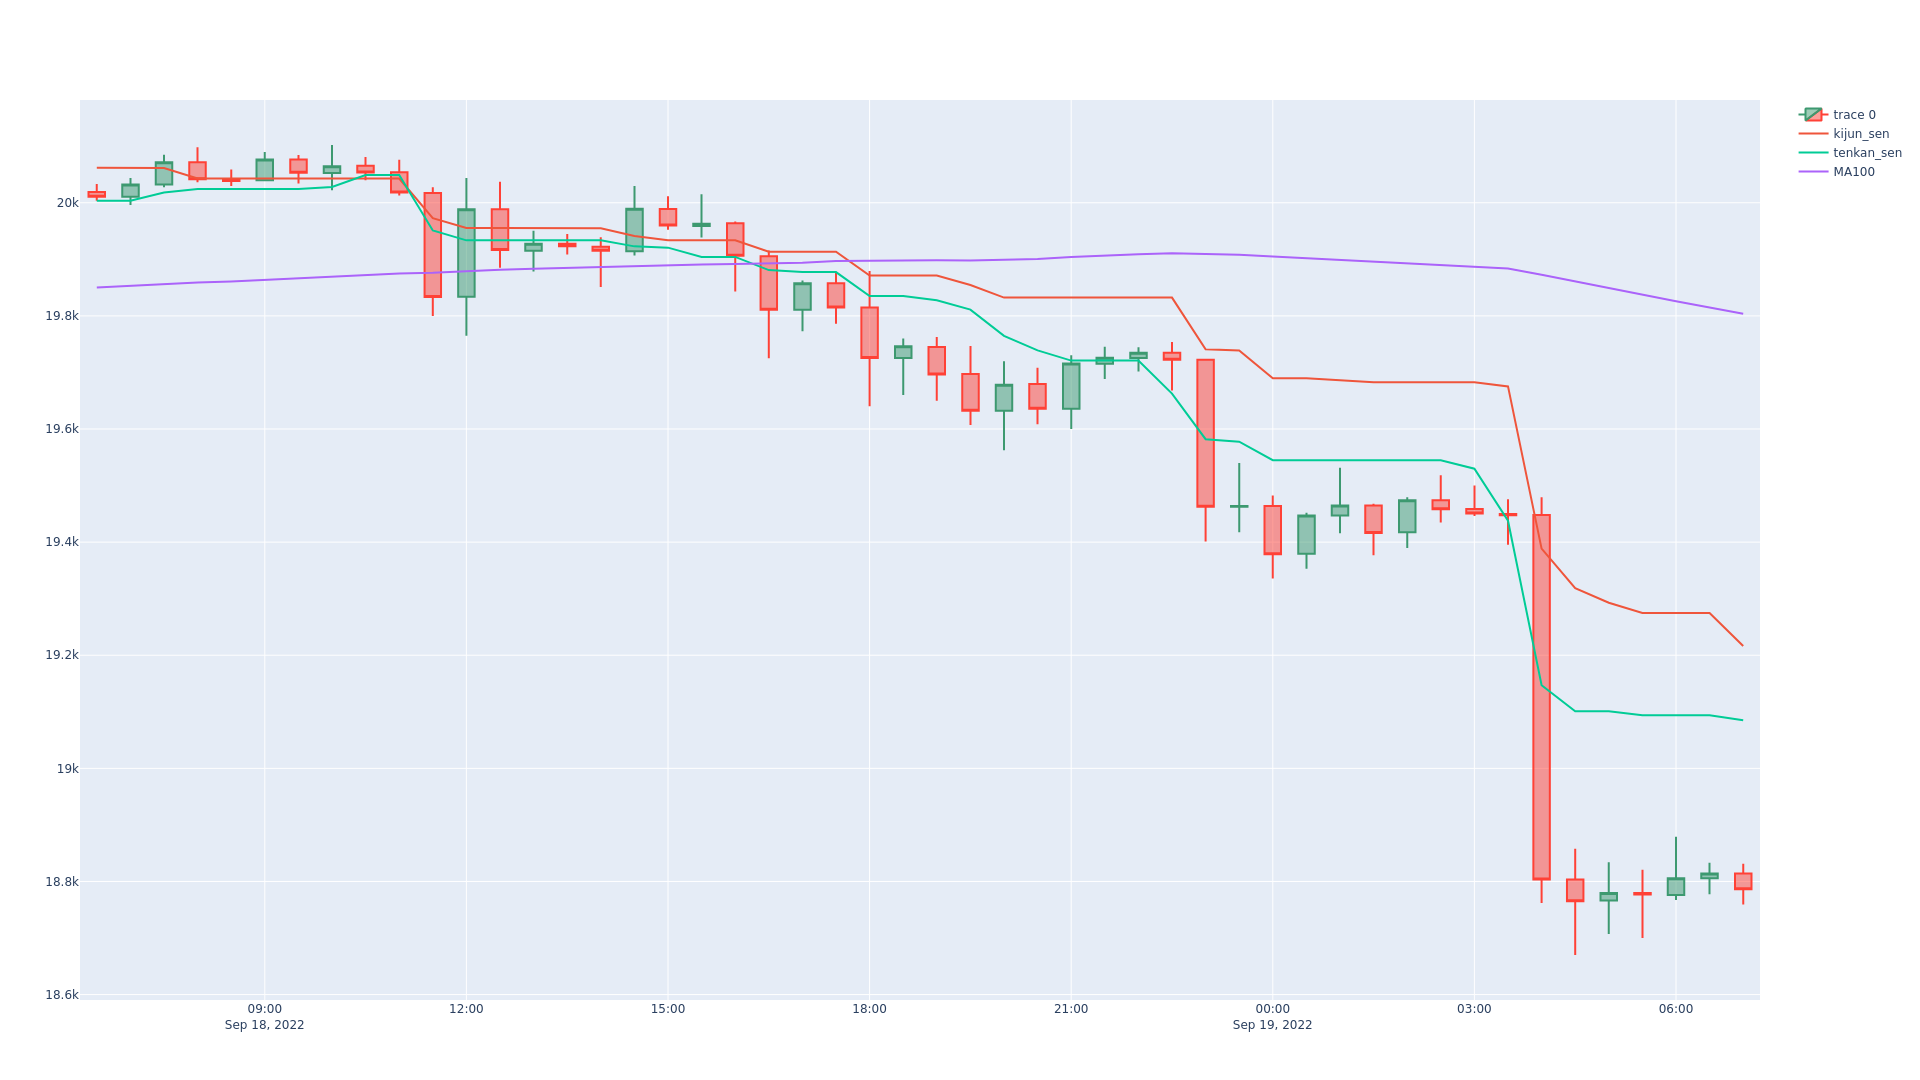 trace 0
kijun_sen
tenkan_sen
MA100
20k
19.8k
19.6k
19.4k
19.2k
19k
18.8k
18.6k
09:00 12:00 15:00 18:00 21:00 00:00 03:00 06:00
Sep 18, 2022 Sep 19, 2022